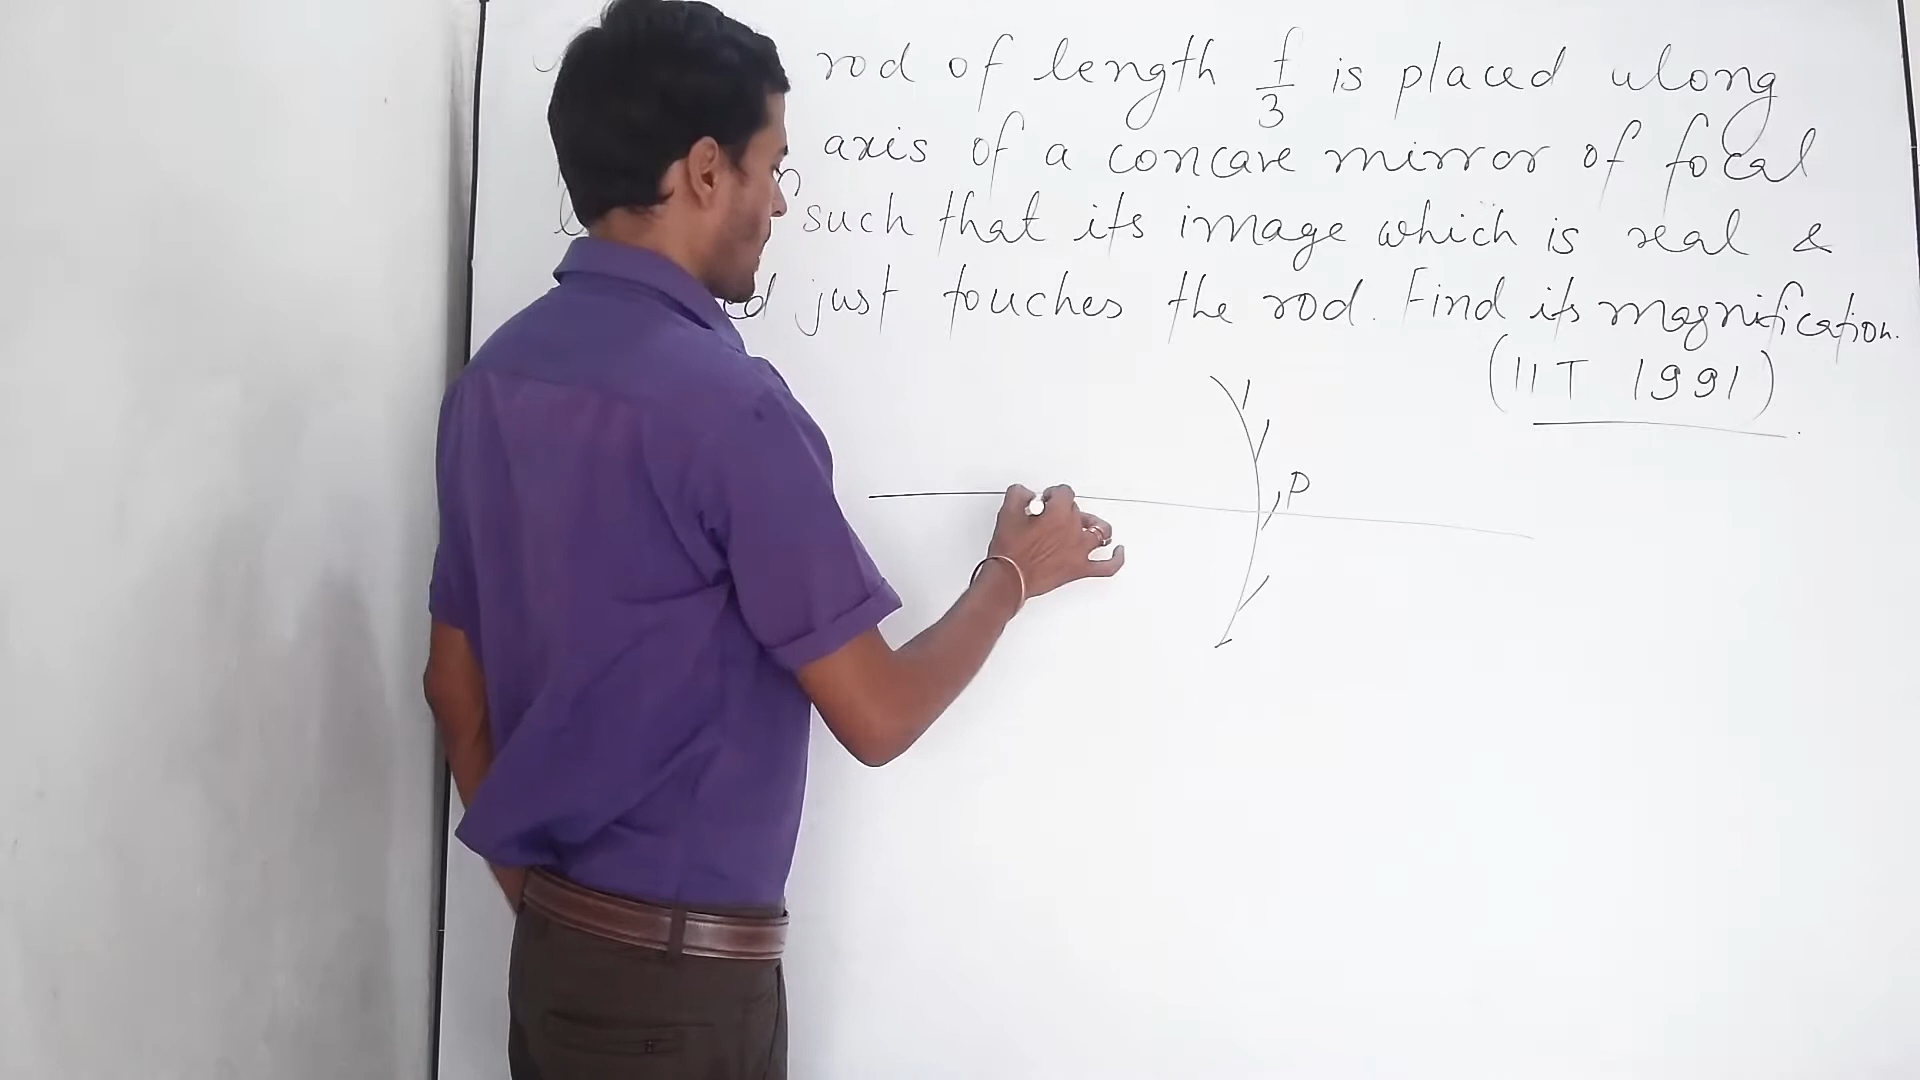 rod of length f/3 is placed along
axis of a concave mirror of focal
such that its image which is real &
just touches the rod. Find its magnification.
(IIT 1991)
P